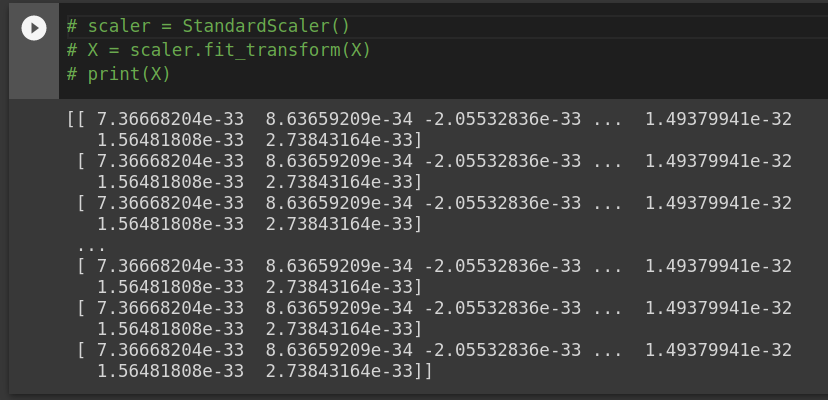 # scaler = StandardScaler()
# X = scaler.fit_transform(X)
# print(X)
[[ 7.36668204e-33  8.63659209e-34 -2.05532836e-33 ...  1.49379941e-32
   1.56481808e-33  2.73843164e-33]
 [ 7.36668204e-33  8.63659209e-34 -2.05532836e-33 ...  1.49379941e-32
   1.56481808e-33  2.73843164e-33]
 [ 7.36668204e-33  8.63659209e-34 -2.05532836e-33 ...  1.49379941e-32
   1.56481808e-33  2.73843164e-33]
 ...
 [ 7.36668204e-33  8.63659209e-34 -2.05532836e-33 ...  1.49379941e-32
   1.56481808e-33  2.73843164e-33]
 [ 7.36668204e-33  8.63659209e-34 -2.05532836e-33 ...  1.49379941e-32
   1.56481808e-33  2.73843164e-33]
 [ 7.36668204e-33  8.63659209e-34 -2.05532836e-33 ...  1.49379941e-32
   1.56481808e-33  2.73843164e-33]]